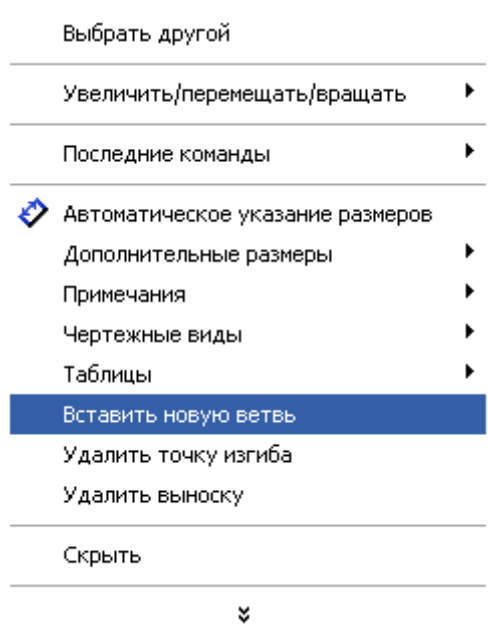 Выбрать другой
Увеличить/перемещать/вращать
Последние команды
Автоматическое указание размеров
Дополнительные размеры
Примечания
Чертежные виды
Таблицы
Вставить новую ветвь
Удалить точку изгиба
Удалить выноску
Скрыть